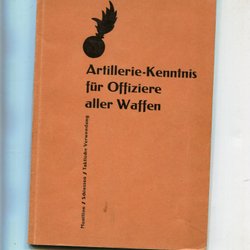 Artillerie-Kenntnis
für Offiziere
aller Waffen
Munition / Schiessen / Taktische Verwendung